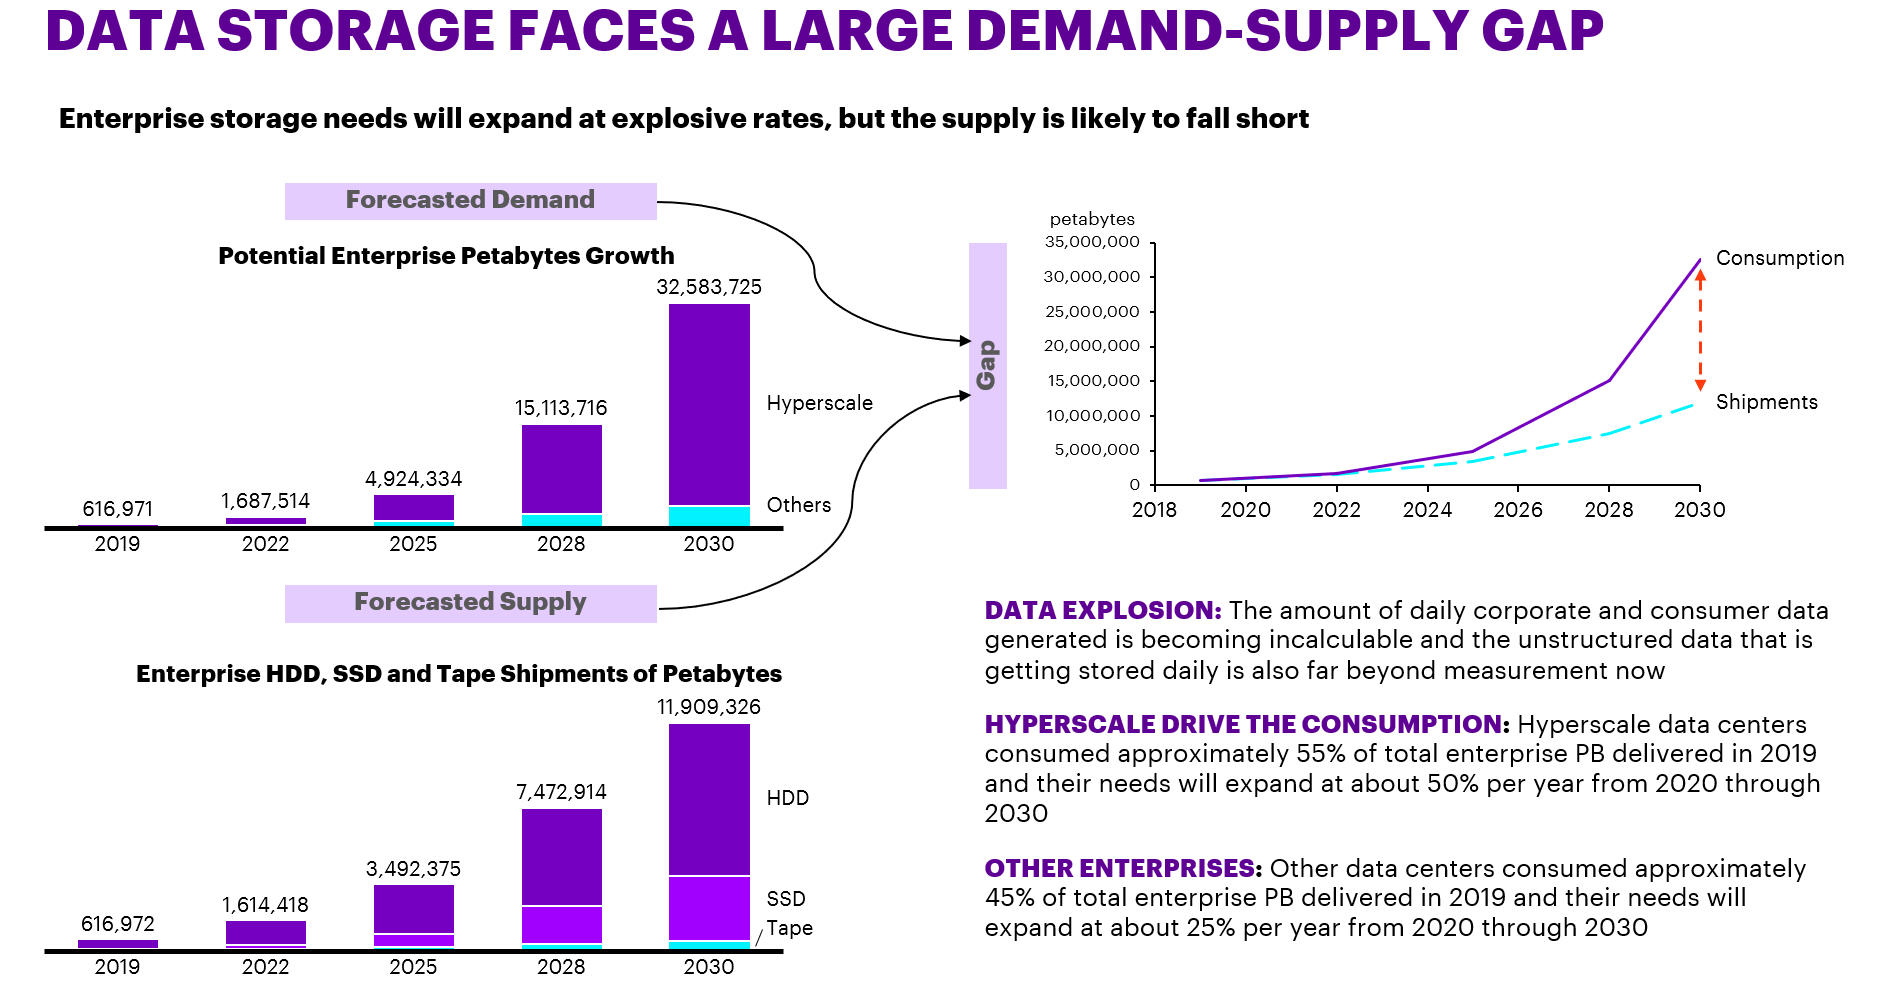 DATA STORAGE FACES A LARGE DEMAND-SUPPLY GAP
Enterprise storage needs will expand at explosive rates, but the supply is likely to fall short
Forecasted Demand
Potential Enterprise Petabytes Growth
616,971
1,687,514
4,924,334
15,113,716
32,583,725
Hyperscale
Others
2019
2022
2025
2028
2030
Forecasted Supply
Enterprise HDD, SSD and Tape Shipments of Petabytes
616,972
1,614,418
3,492,375
7,472,914
11,909,326
HDD
SSD
Tape
2019
2022
2025
2028
2030
Gap
petabytes
35,000,000
30,000,000
25,000,000
20,000,000
15,000,000
10,000,000
5,000,000
0
2018
2020
2022
2024
2026
2028
2030
Consumption
Shipments
DATA EXPLOSION: The amount of daily corporate and consumer data
generated is becoming incalculable and the unstructured data that is
getting stored daily is also far beyond measurement now
HYPERSCALE DRIVE THE CONSUMPTION: Hyperscale data centers
consumed approximately 55% of total enterprise PB delivered in 2019
and their needs will expand at about 50% per year from 2020 through
2030
OTHER ENTERPRISES: Other data centers consumed approximately
45% of total enterprise PB delivered in 2019 and their needs will
expand at about 25% per year from 2020 through 2030